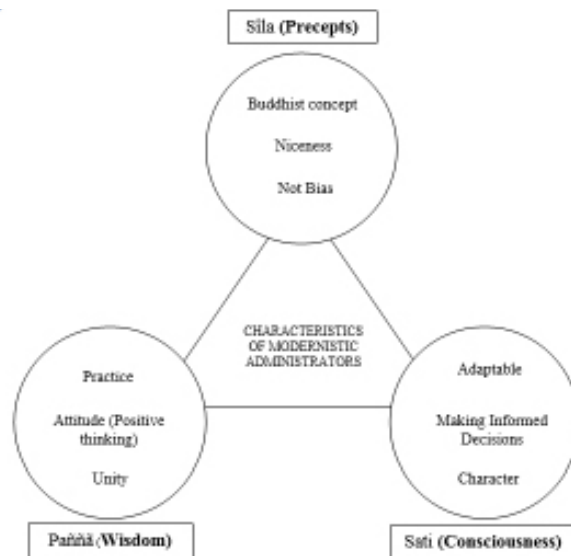 Sīla (Precepts)
Buddhist concept
Niceness
Not Bias
CHARACTERISTICS
OF MODERNISTIC
ADMINISTRATORS
Practice
Attitude (Positive
thinking)
Unity
Adaptable
Making Informed
Decisions
Character
Paññā (Wisdom)
Sati (Consciousness)